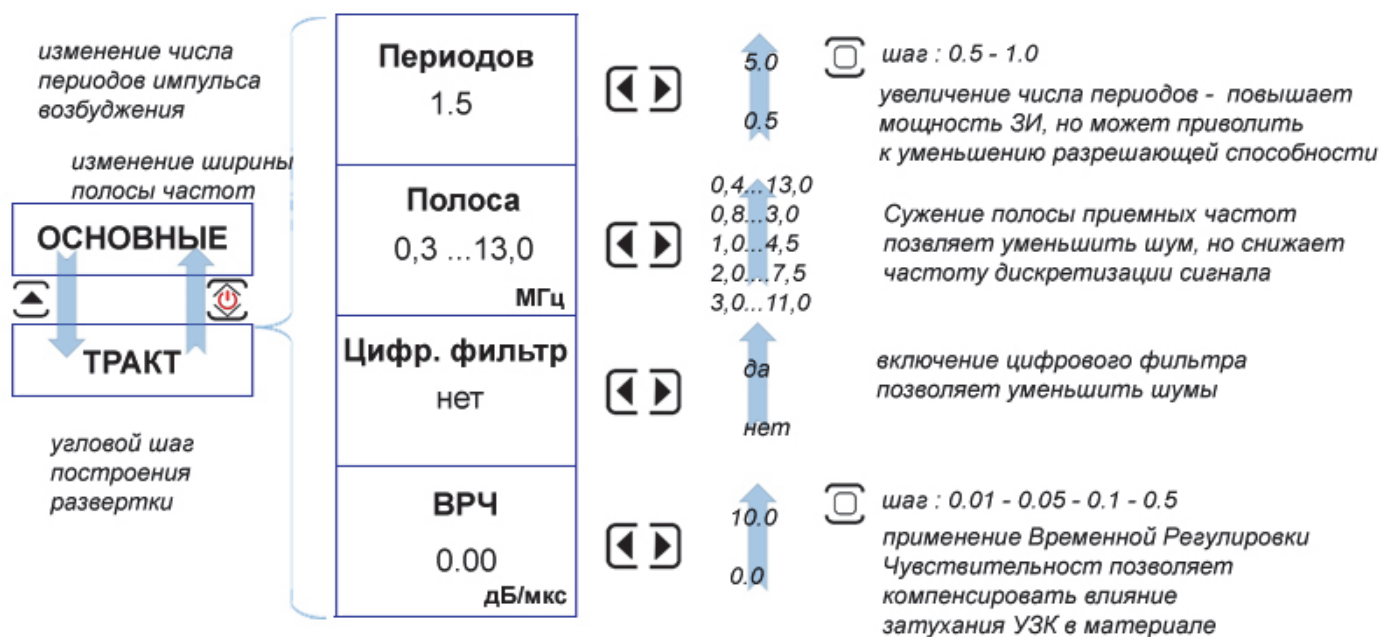 изменение числа
периодов импульса
возбуждения
изменение ширины
полосы частот
ОСНОВНЫЕ
ТРАКТ
угловой шаг
построения
развертки
Периодов
1.5
5.0
0.5
шаг : 0.5 - 1.0
увеличение числа периодов - повышает
мощность ЗИ, но может приволить
к уменьшению разрешающей способности
Полоса
0,3 ...13,0
МГц
0,4...13,0
0,8...3,0
1,0...4,5
2,0....7,5
3,0...11,0
Сужение полосы приемных частот
позвляет уменьшить шум, но снижает
частоту дискретизации сигнала
Цифр. фильтр
нет
да
нет
включение цифрового фильтра
позволяет уменьшить шумы
ВРЧ
0.00
дБ/мкс
10.0
0.0
шаг : 0.01 - 0.05 - 0.1 - 0.5
применение Временной Регулировки
Чувствительност позволяет
компенсировать влияние
затухания УЗК в материале